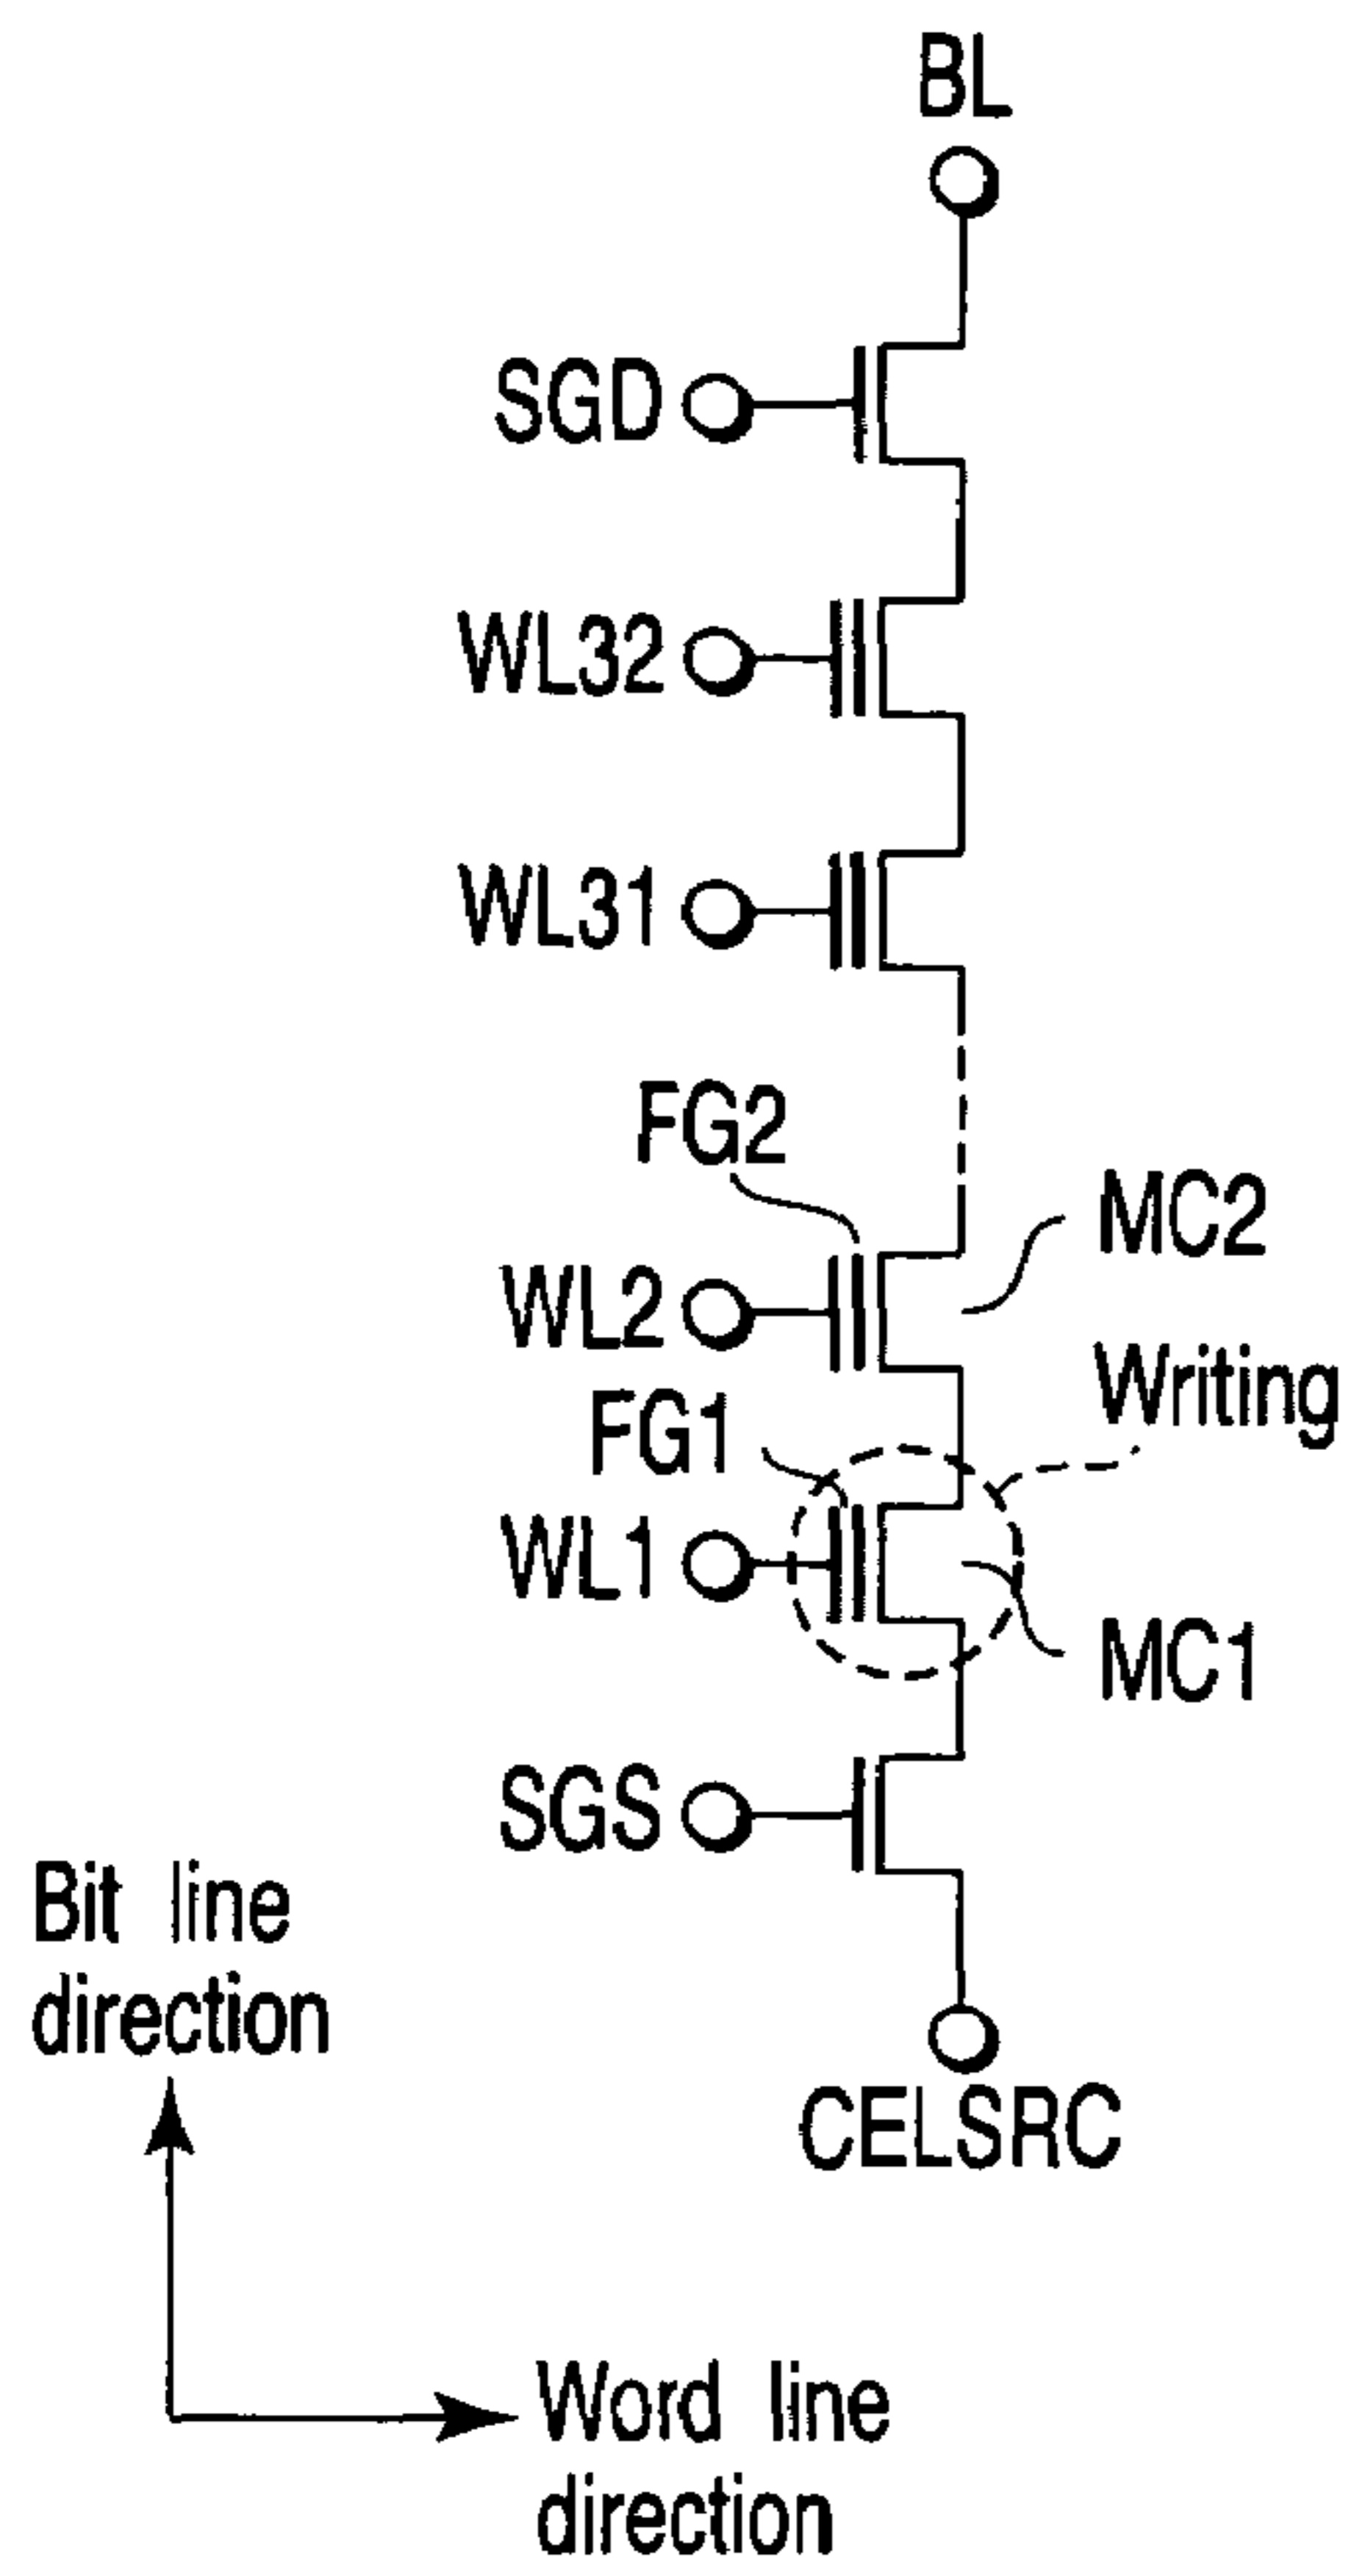 BL
SGD
WL32
WL31
FG2
MC2
WL2
Writing
FG1
WL1
MC1
SGS
Bit line
direction
CELSRC
Word line
direction